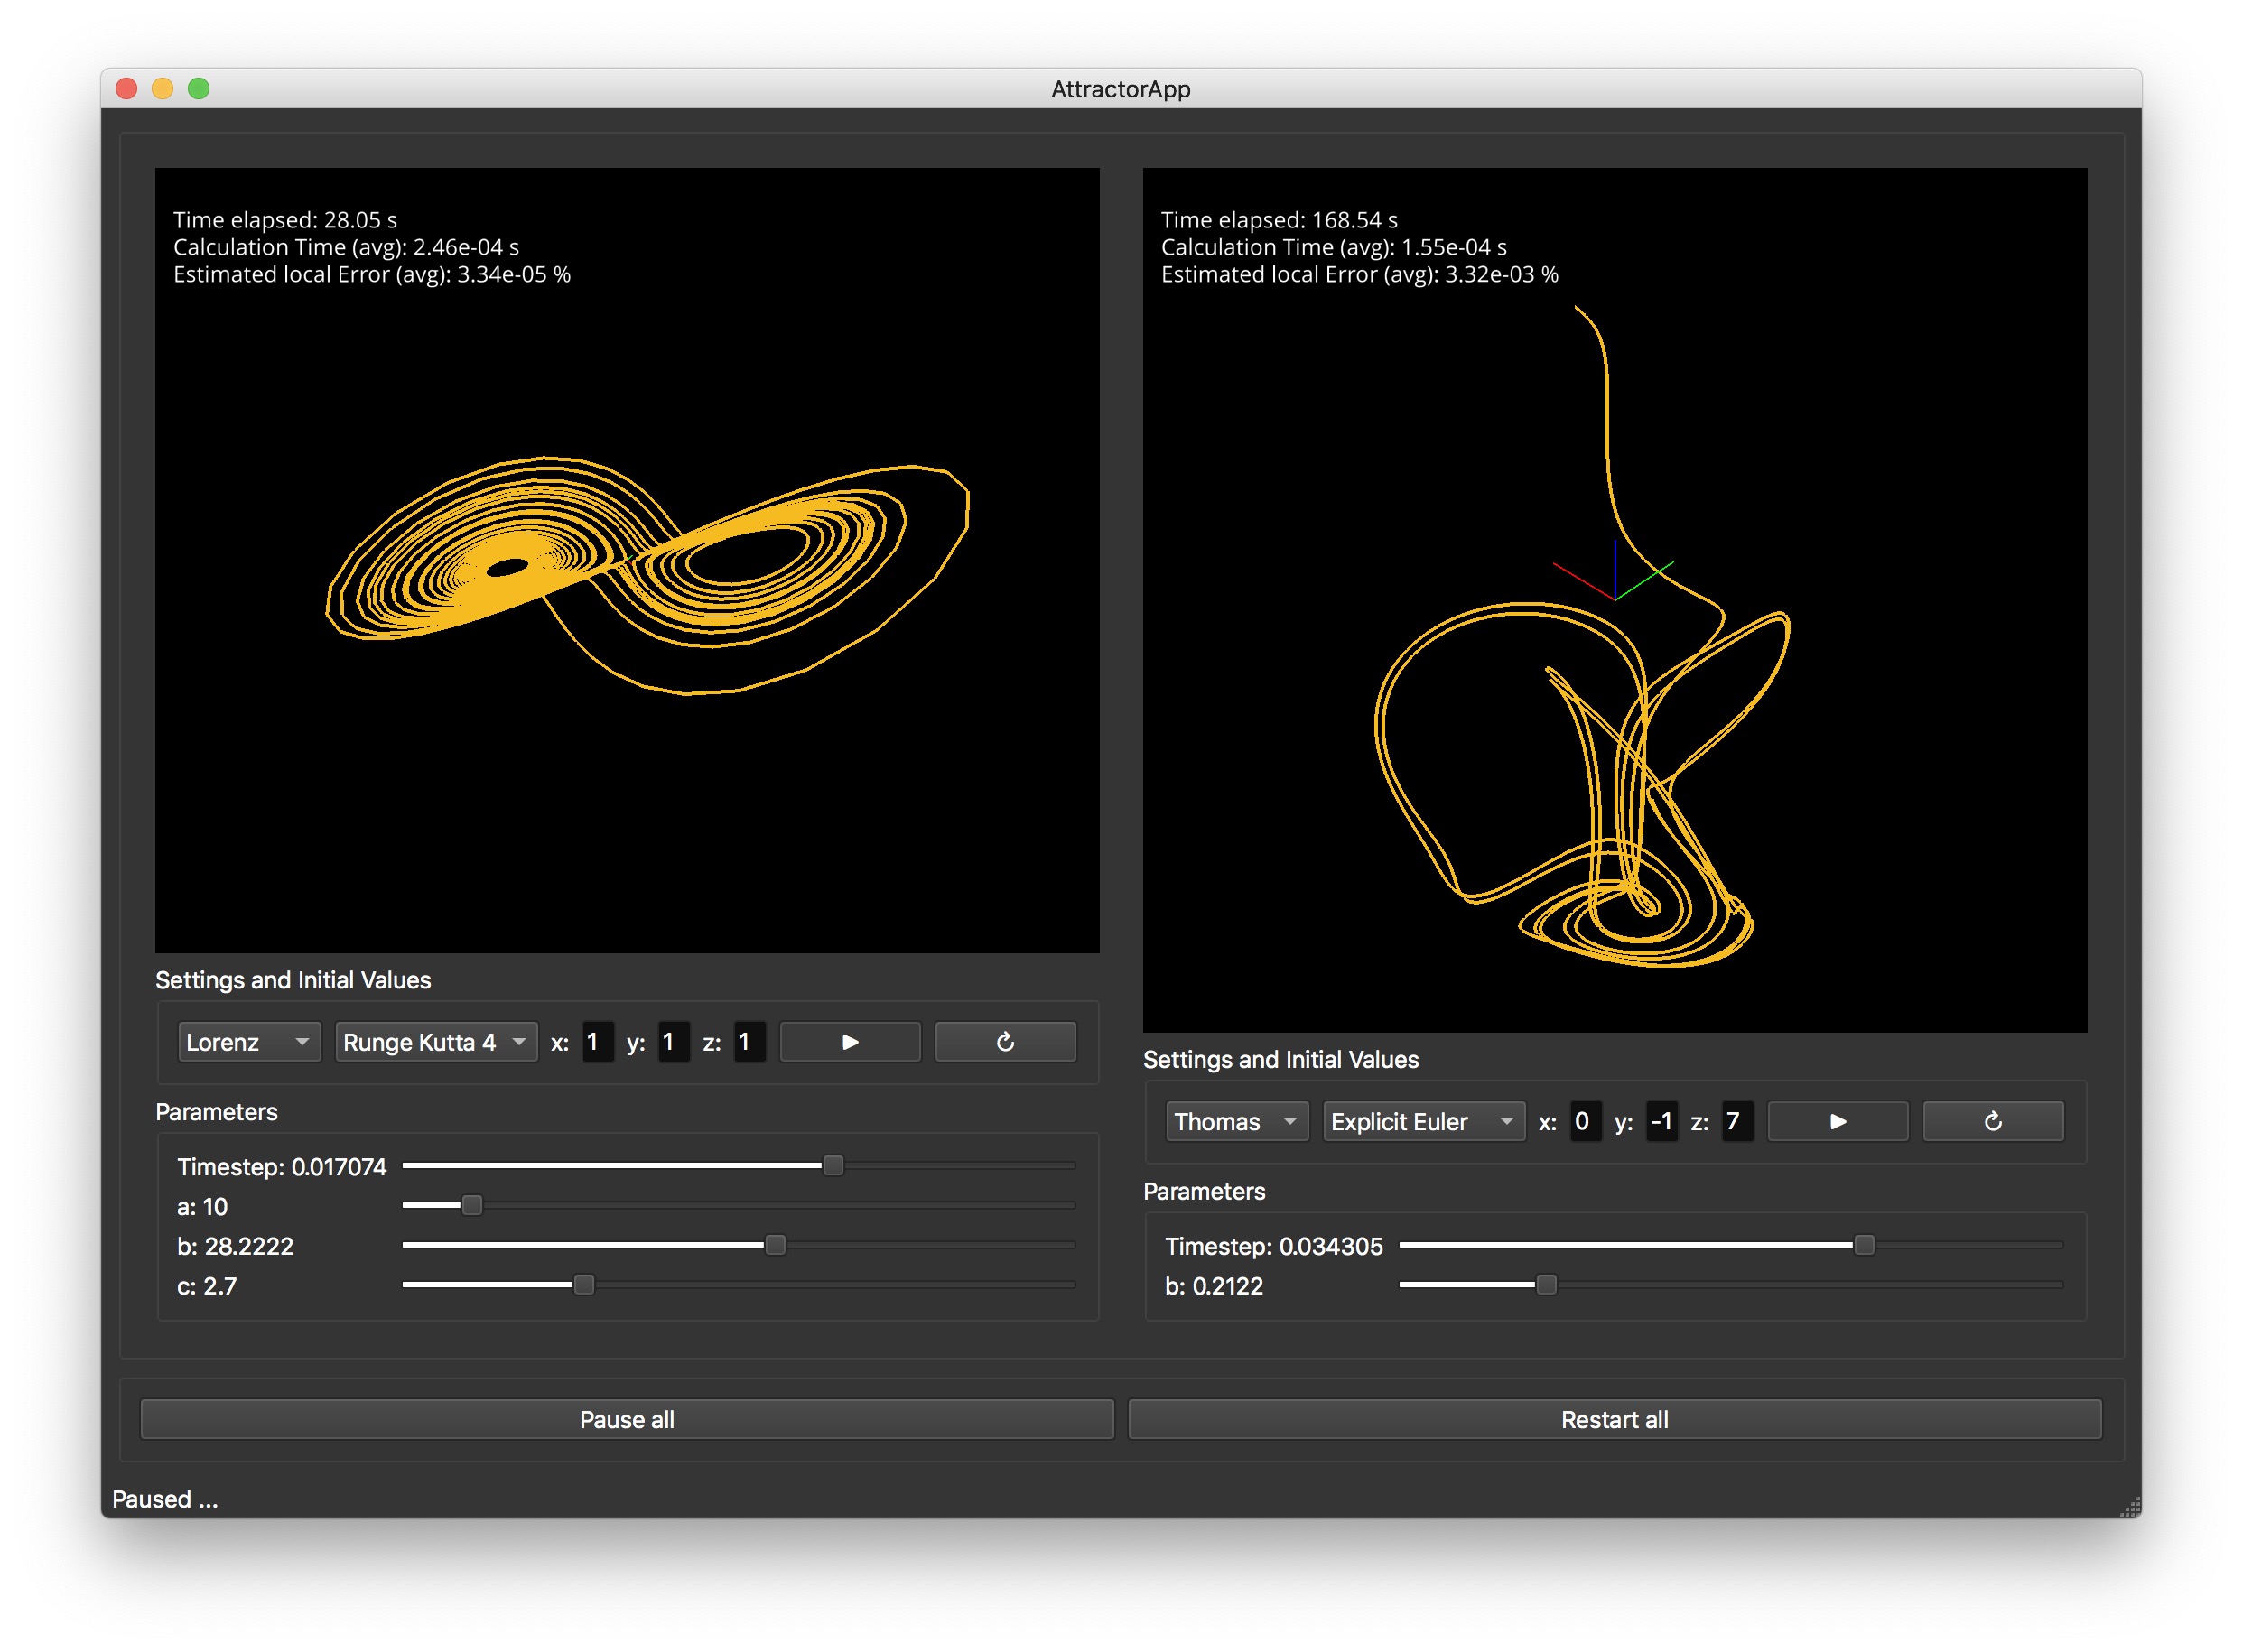 AttractorApp
Time elapsed: 28.05 s
Calculation Time (avg): 2.46e-04 s
Estimated local Error (avg): 3.34e-05 %
Settings and Initial Values
Lorenz Runge Kutta 4 x: 1 y: 1 z: 1
Parameters
Timestep: 0.017074
a: 10
b: 28.2222
c: 2.7
Time elapsed: 168.54 s
Calculation Time (avg): 1.55e-04 s
Estimated local Error (avg): 3.32e-03 %
Settings and Initial Values
Thomas Explicit Euler x: 0 y: -1 z: 7
Parameters
Timestep: 0.034305
b: 0.2122
Pause all
Restart all
Paused ...